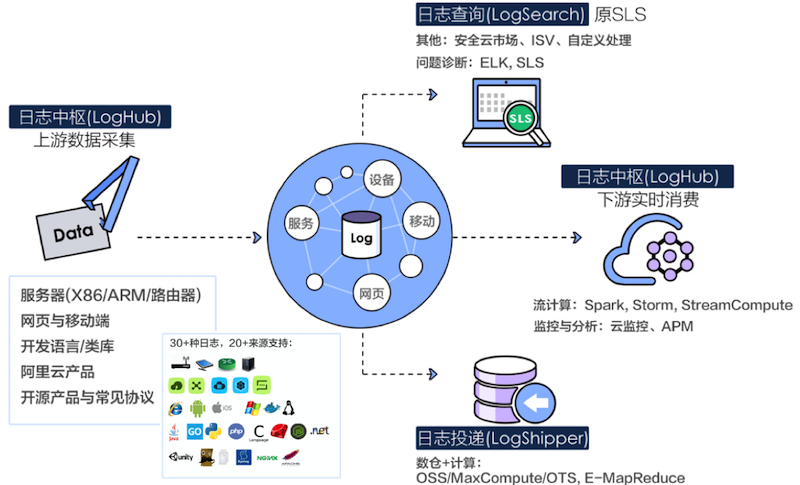 日志查询(LogSearch) 原SLS
其他：安全云市场、ISV、自定义处理
问题诊断：ELK, SLS
SLS
日志中枢(LogHub)
上游数据采集
Data
服务器(X86/ARM/路由器)
网页与移动端
开发语言/类库
阿里云产品
开源产品与常见协议
30+种日志，20+来源支持：
iOS
Java
GO
php
C
Language
.net
unity
NGINX
APACHE
设备
服务
移动
Log
网页
日志中枢(LogHub)
下游实时消费
流计算：Spark, Storm, StreamCompute
监控与分析：云监控、APM
日志投递(LogShipper)
数仓+计算：
OSS/MaxCompute/OTS, E-MapReduce